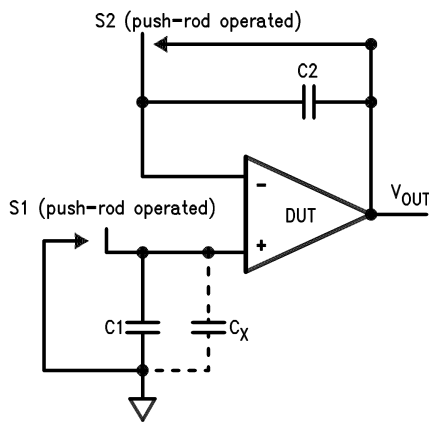 S2 (push-rod operated)
C2
-
DUT
VOUT
S1 (push-rod operated)
+
C1
CX